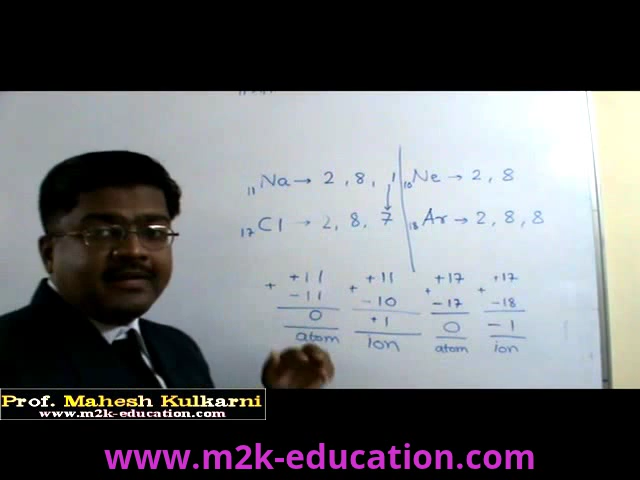 ₁₁Na → 2, 8, 1
₁₀Ne → 2, 8
₁₇Cl → 2, 8, 7
₁₈Ar → 2, 8, 8
+ +11 + +11 + +17 + +17
-11 -10 -17 -18
0 +1 0 -1
atom ion atom ion
Prof. Mahesh Kulkarni
www.m2k-education.com
www.m2k-education.com